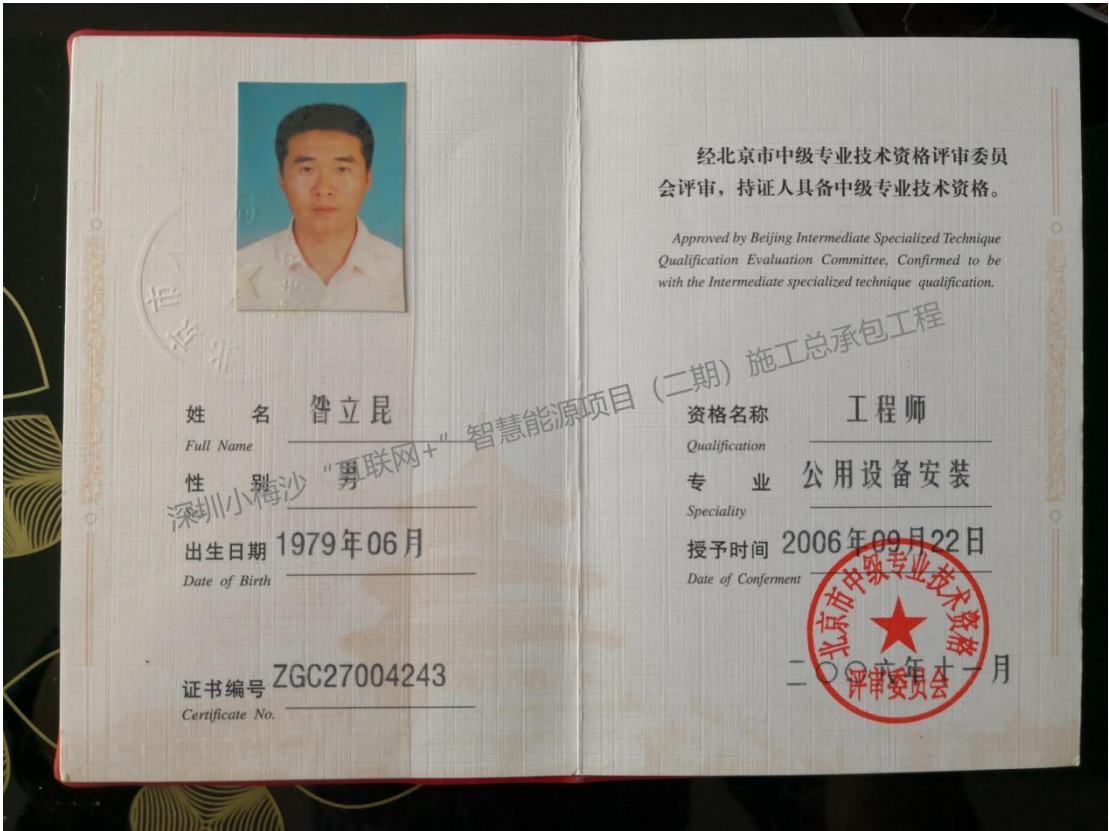 北京市
姓 名 昝立昆
Full Name
性 别 男
Sex
出生日期 1979年06月
Date of Birth
证书编号 ZGC27004243
Certificate No.
经北京市中级专业技术资格评审委员
会评审，持证人具备中级专业技术资格。
Approved by Beijing Intermediate Specialized Technique
Qualification Evaluation Committee, Confirmed to be
with the Intermediate specialized technique qualification.
资格名称 工程师
Qualification
专 业 公用设备安装
Speciality
授予时间 2006年09月22日
Date of Conferment
北京市中级专业技术资格
评审委员会
二〇〇六年十一月
深圳小梅沙“互联网+”智慧能源项目（二期）施工总承包工程